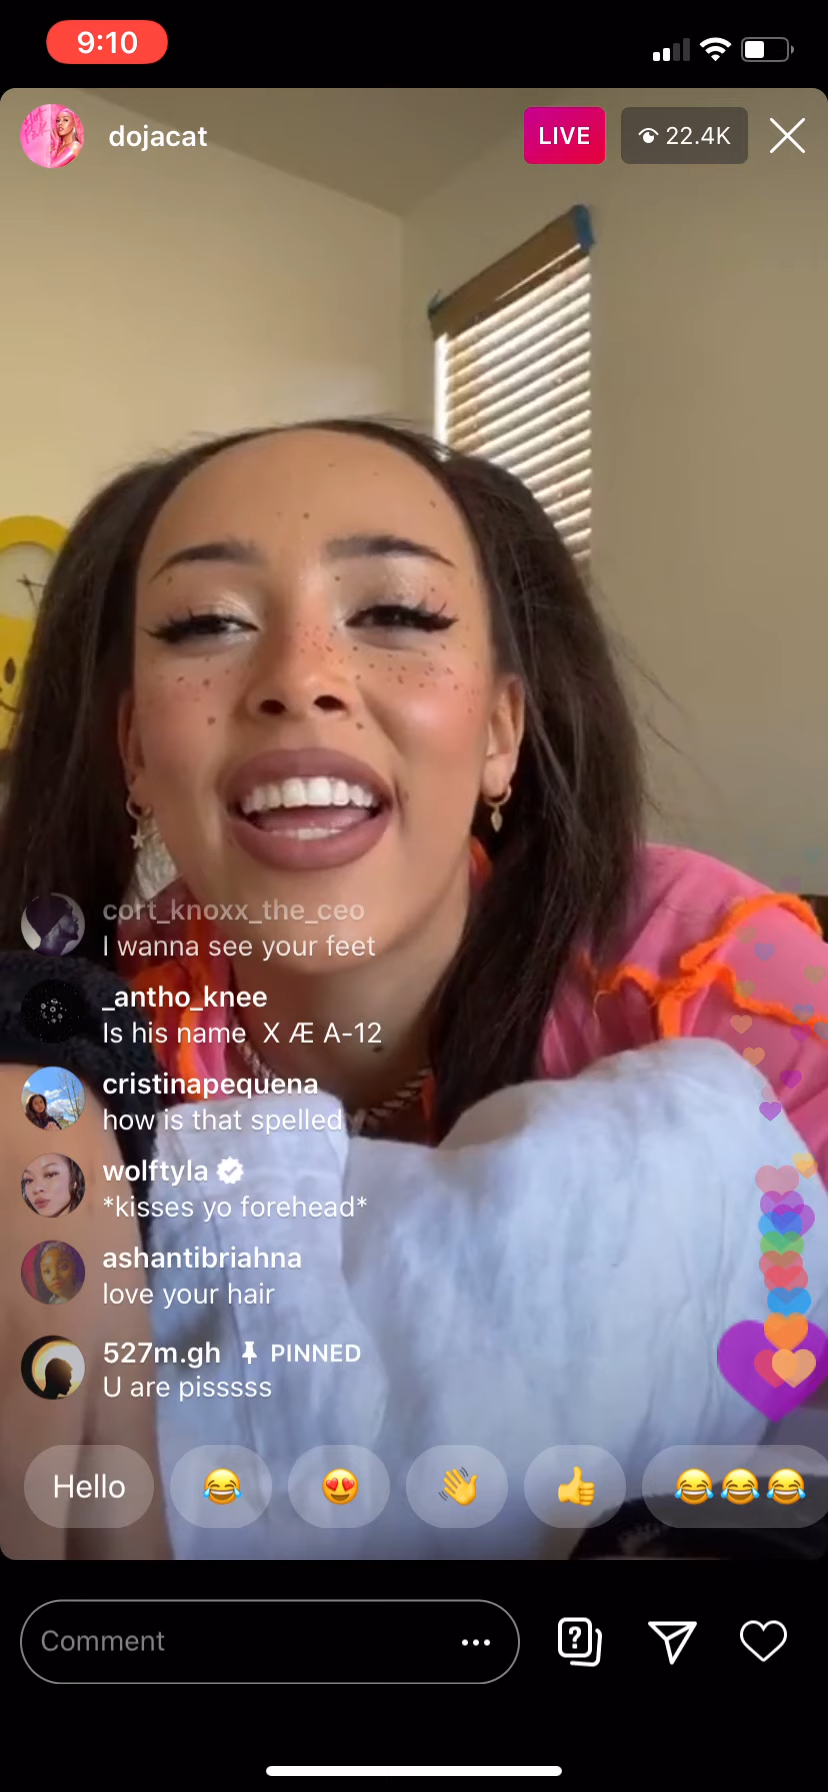 9:10
dojacat
LIVE
22.4K
cort_knoxx_the_ceo
I wanna see your feet
_antho_knee
Is his name  X Æ A-12
cristinapequena
how is that spelled
wolftyla
*kisses yo forehead*
ashantibriahna
love your hair
527m.gh PINNED
U are pisssss
Hello 😂 😍 👋 👍 😂😂😂
Comment ...